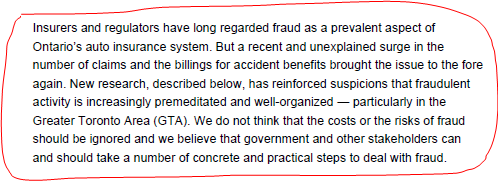 Insurers and regulators have long regarded fraud as a prevalent aspect of
Ontario's auto insurance system. But a recent and unexplained surge in the
number of claims and the billings for accident benefits brought the issue to the fore
again. New research, described below, has reinforced suspicions that fraudulent
activity is increasingly premeditated and well-organized — particularly in the
Greater Toronto Area (GTA). We do not think that the costs or the risks of fraud
should be ignored and we believe that government and other stakeholders can
and should take a number of concrete and practical steps to deal with fraud.